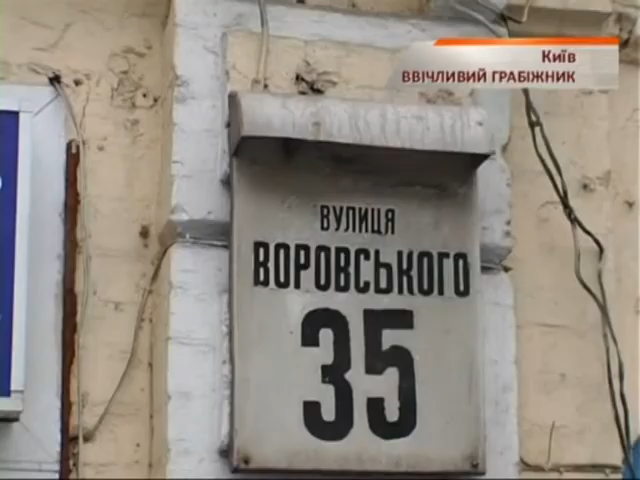 Київ
ВВІЧЛИВИЙ ГРАБІЖНИК
ВУЛИЦЯ
ВОРОВСЬКОГО
35